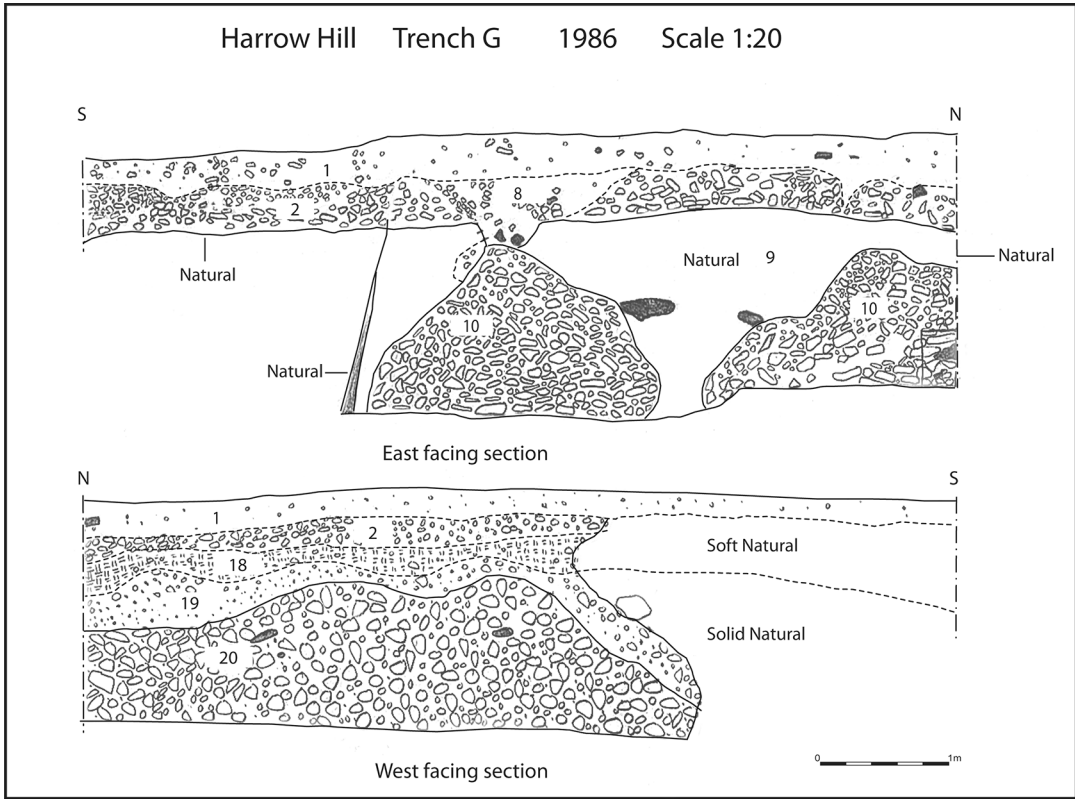 Harrow Hill Trench G 1986 Scale 1:20
S N
1
8
2
Natural
Natural 9
Natural
10
10
Natural
East facing section
N S
1
2
Soft Natural
18
19
Solid Natural
20
0 1m
West facing section